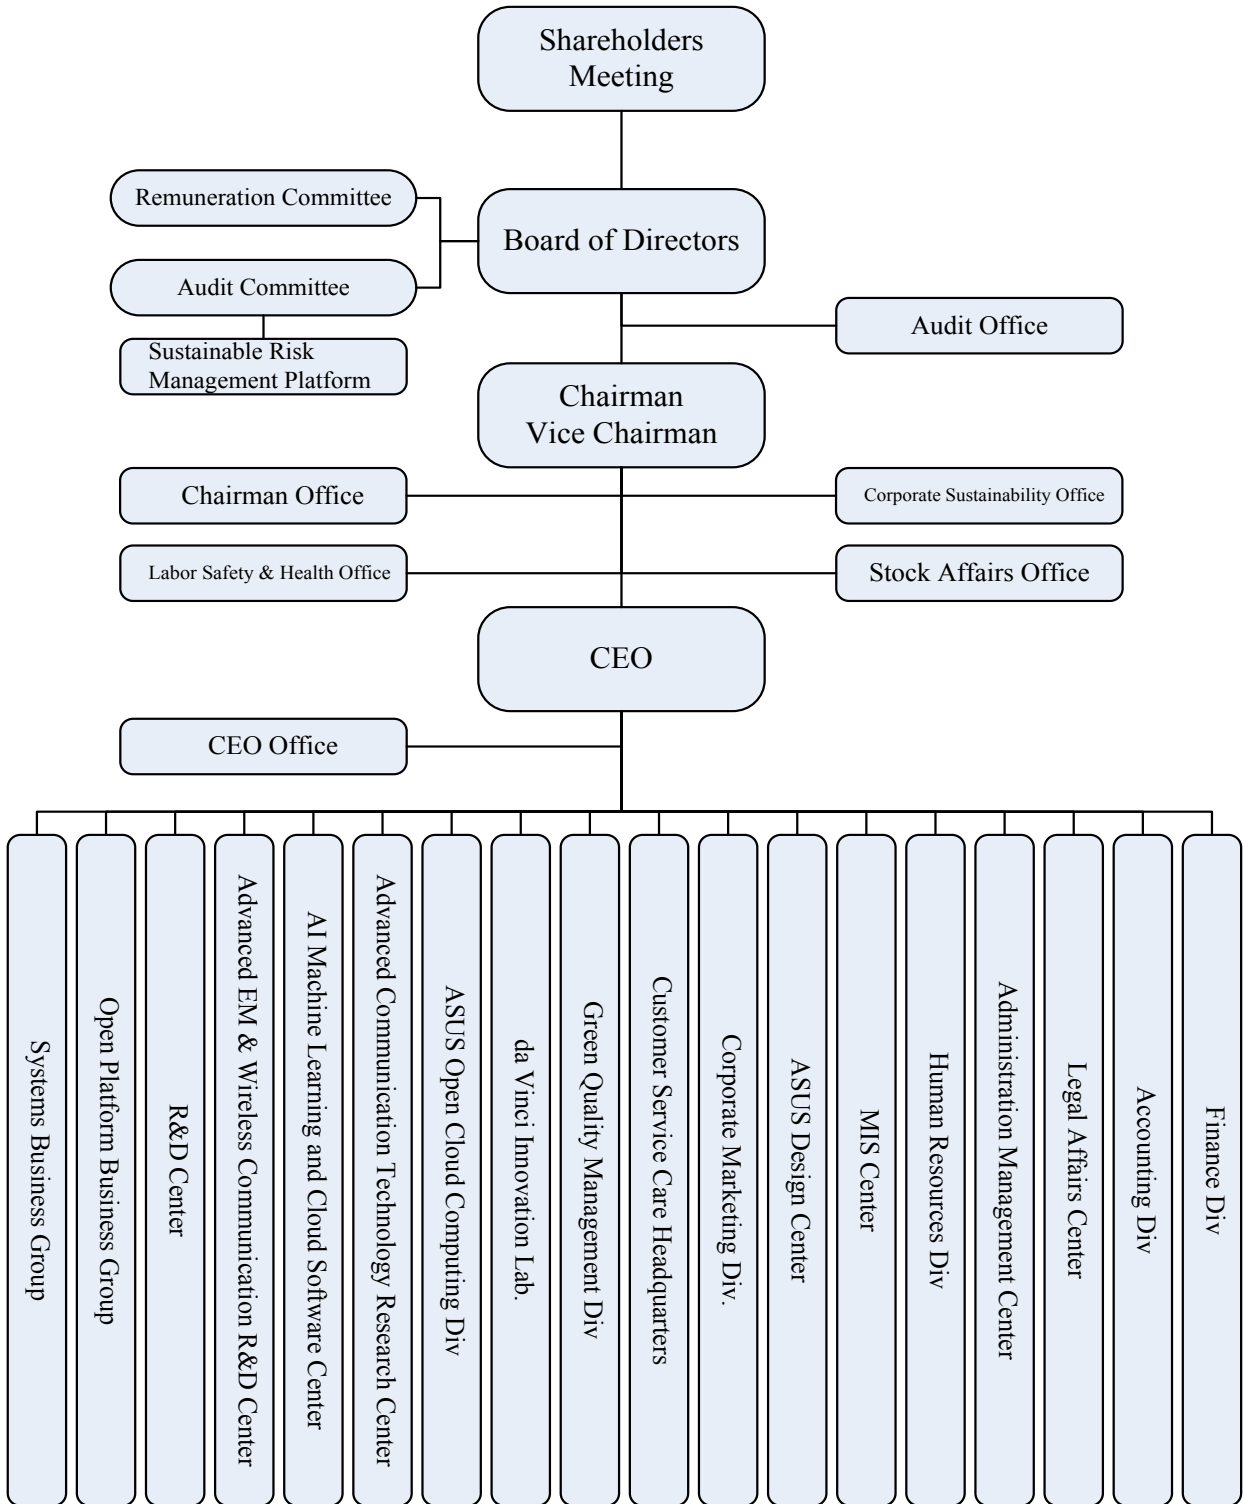 Shareholders
Meeting
Remuneration Committee
Board of Directors
Audit Committee
Audit Office
Sustainable Risk
Management Platform
Chairman
Vice Chairman
Chairman Office
Corporate Sustainability Office
Labor Safety & Health Office
Stock Affairs Office
CEO
CEO Office
Systems Business Group
Open Platform Business Group
R&D Center
Advanced EM & Wireless Communication R&D Center
AI Machine Learning and Cloud Software Center
Advanced Communication Technology Research Center
ASUS Open Cloud Computing Div
da Vinci Innovation Lab.
Green Quality Management Div
Customer Service Care Headquarters
Corporate Marketing Div.
ASUS Design Center
MIS Center
Human Resources Div
Administration Management Center
Legal Affairs Center
Accounting Div
Finance Div